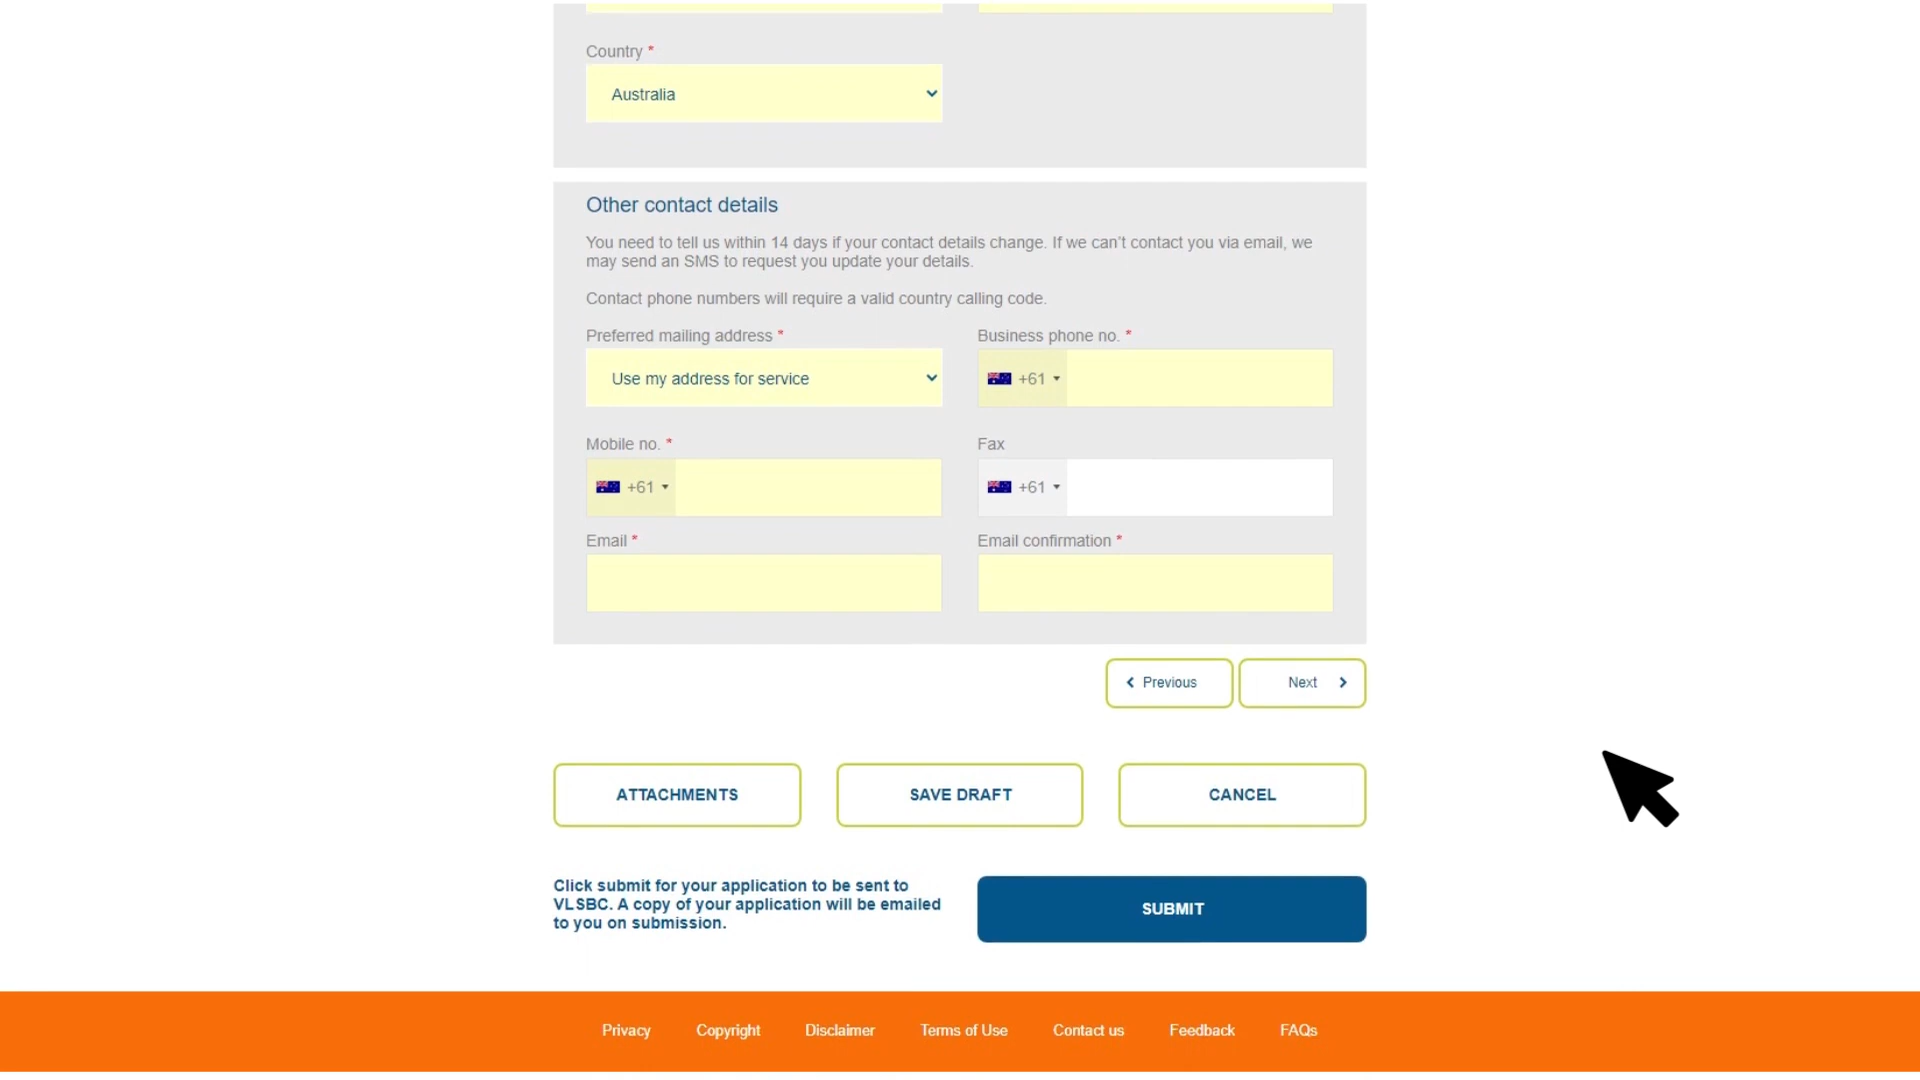 Country *
Australia
Other contact details
You need to tell us within 14 days if your contact details change. If we can't contact you via email, we
may send an SMS to request you update your details.
Contact phone numbers will require a valid country calling code.
Preferred mailing address *
Business phone no. *
Use my address for service
+61
Mobile no. *
Fax
+61
+61
Email *
Email confirmation *
Previous
Next
ATTACHMENTS
SAVE DRAFT
CANCEL
Click submit for your application to be sent to
VLSBC. A copy of your application will be emailed
to you on submission.
SUBMIT
Privacy
Copyright
Disclaimer
Terms of Use
Contact us
Feedback
FAQs